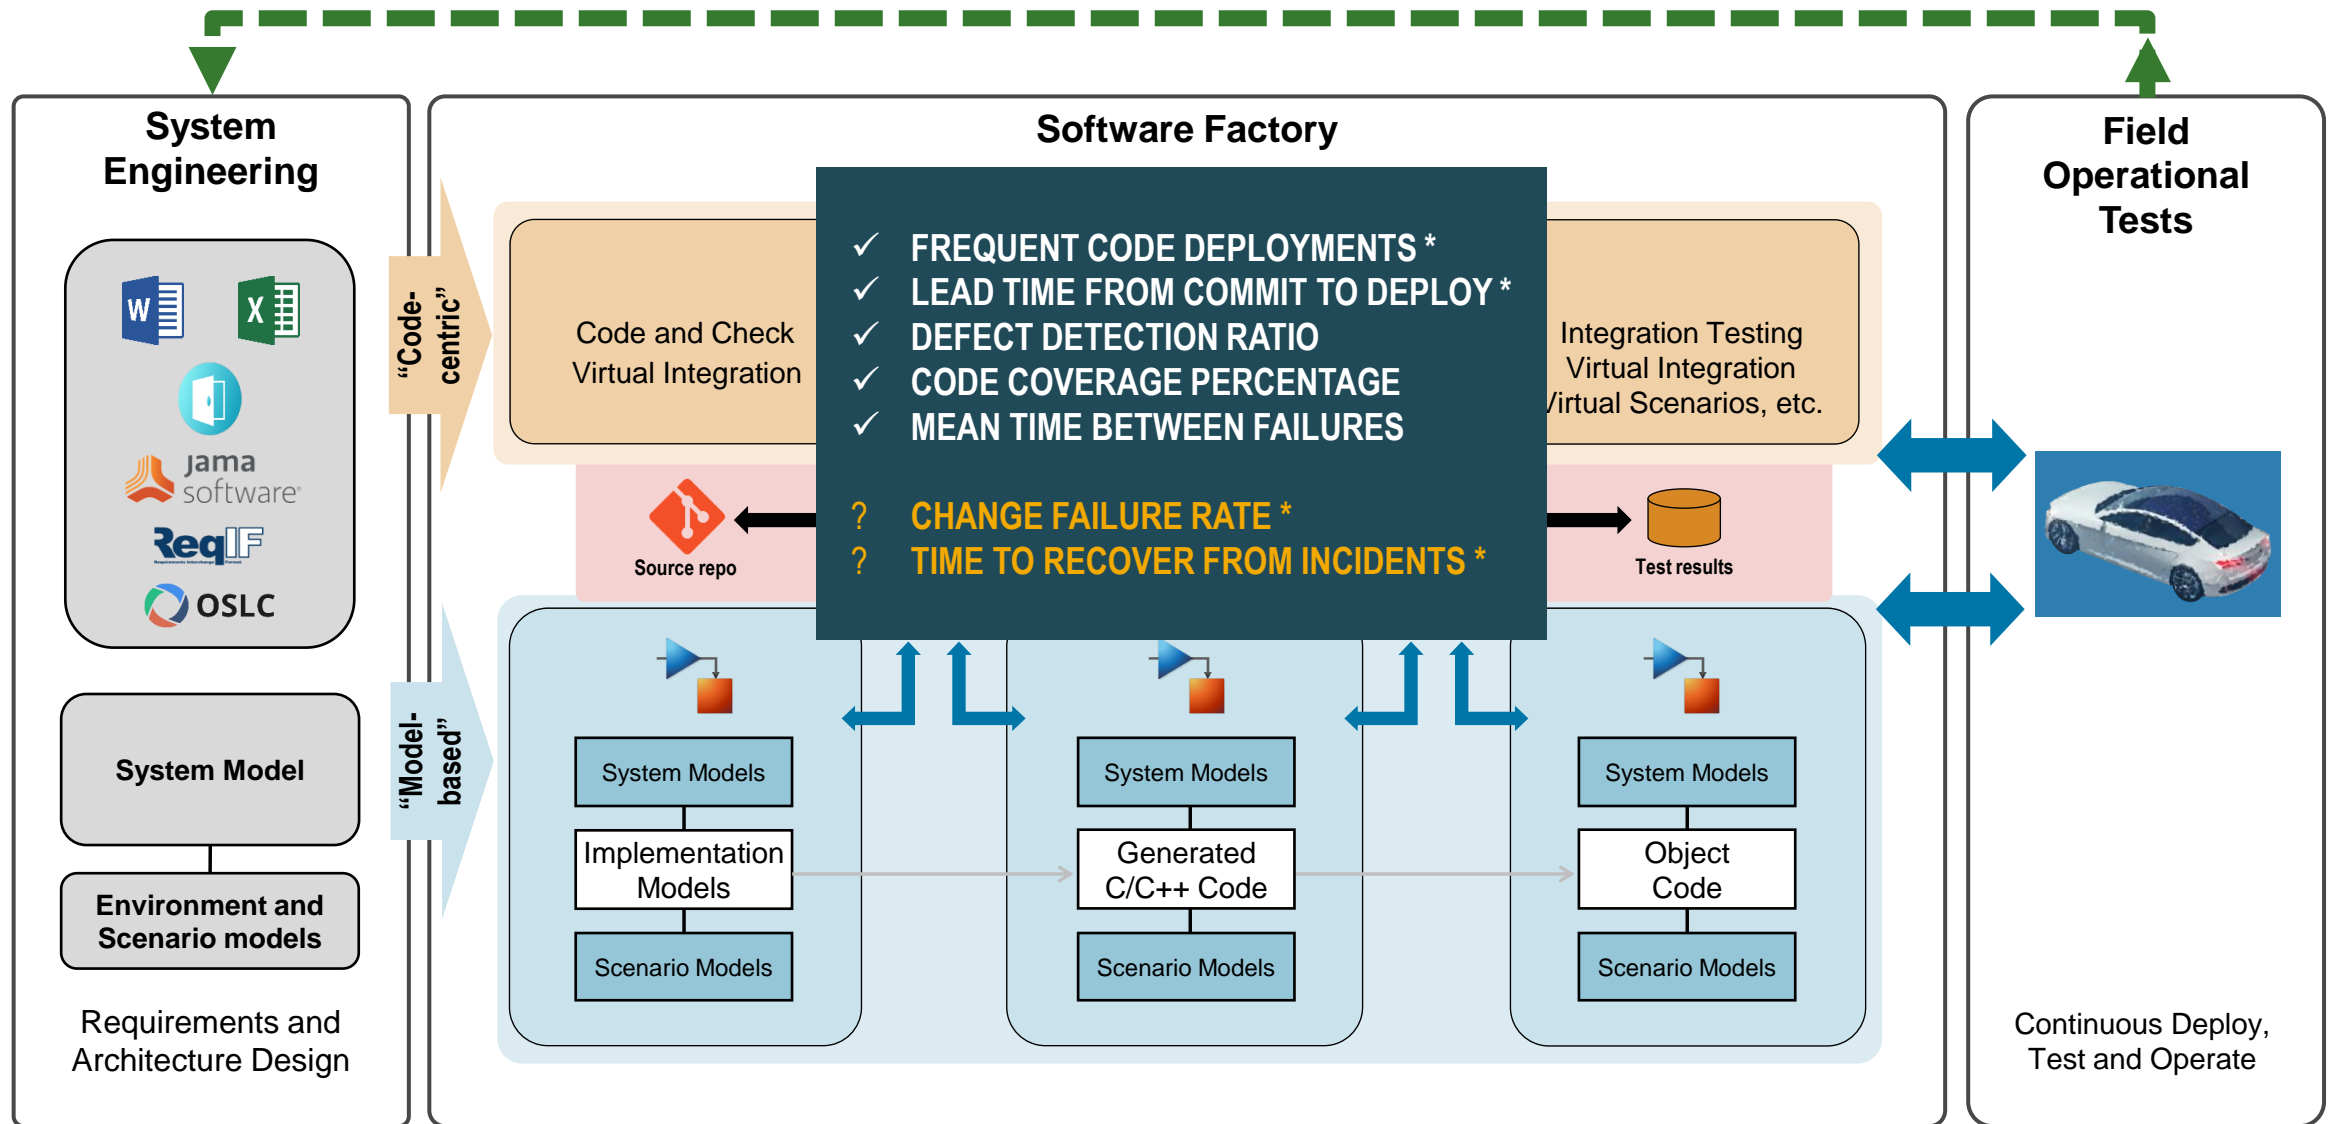 System
Engineering
W
X
jama
software
ReqIF
Requirements Interchange Format
OSLC
System Model
Environment and
Scenario models
Requirements and
Architecture Design
“Code-
centric”
“Model-
based”
Software Factory
Code and Check
Virtual Integration
✓ FREQUENT CODE DEPLOYMENTS *
✓ LEAD TIME FROM COMMIT TO DEPLOY *
✓ DEFECT DETECTION RATIO
✓ CODE COVERAGE PERCENTAGE
✓ MEAN TIME BETWEEN FAILURES
? CHANGE FAILURE RATE *
? TIME TO RECOVER FROM INCIDENTS *
Integration Testing
Virtual Integration
Virtual Scenarios, etc.
Source repo
Test results
System Models
Implementation
Models
Scenario Models
System Models
Generated
C/C++ Code
Scenario Models
System Models
Object
Code
Scenario Models
Field
Operational
Tests
Continuous Deploy,
Test and Operate